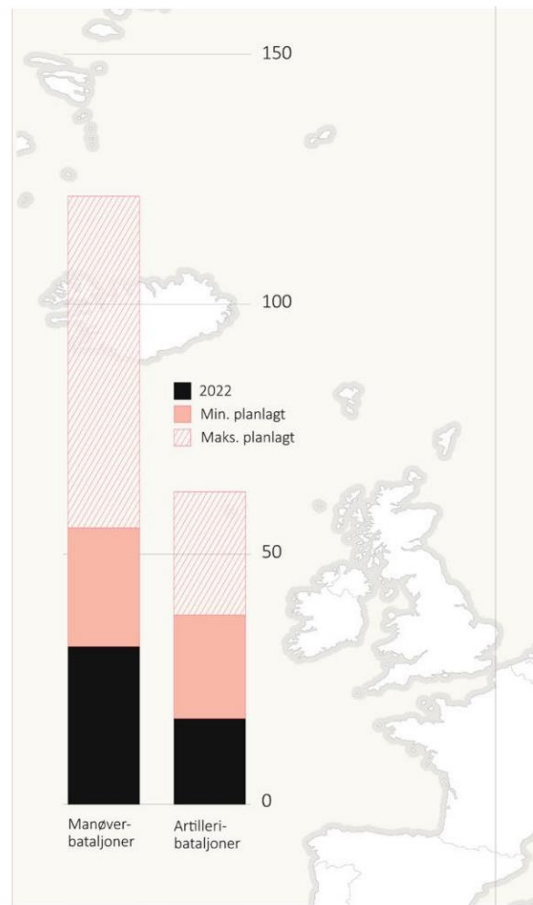 150
100
2022
Min. planlagt
Maks. planlagt
50
0
Manøver-
bataljoner
Artilleri-
bataljoner